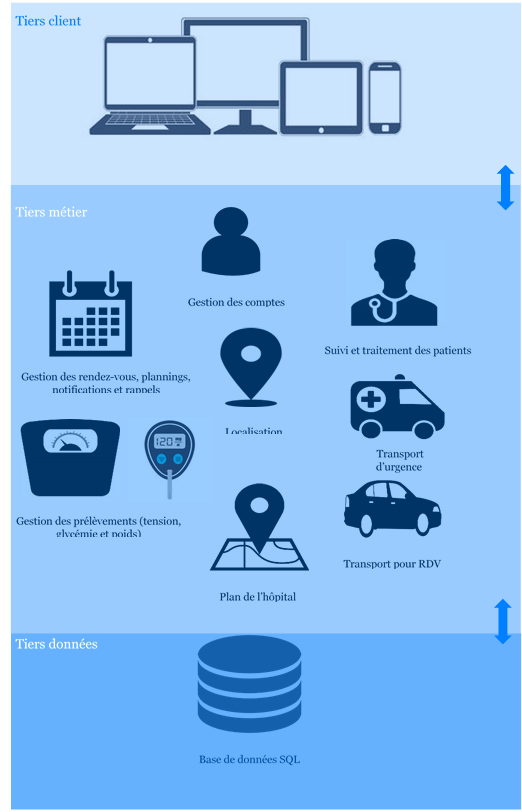 Tiers client
Tiers métier
Gestion des comptes
Suivi et traitement des patients
Gestion des rendez-vous, plannings,
notifications et rappels
Localisation
Transport
d'urgence
120
Gestion des prélèvements (tension,
glycémie et poids)
Transport pour RDV
Plan de l'hôpital
Tiers données
Base de données SQL